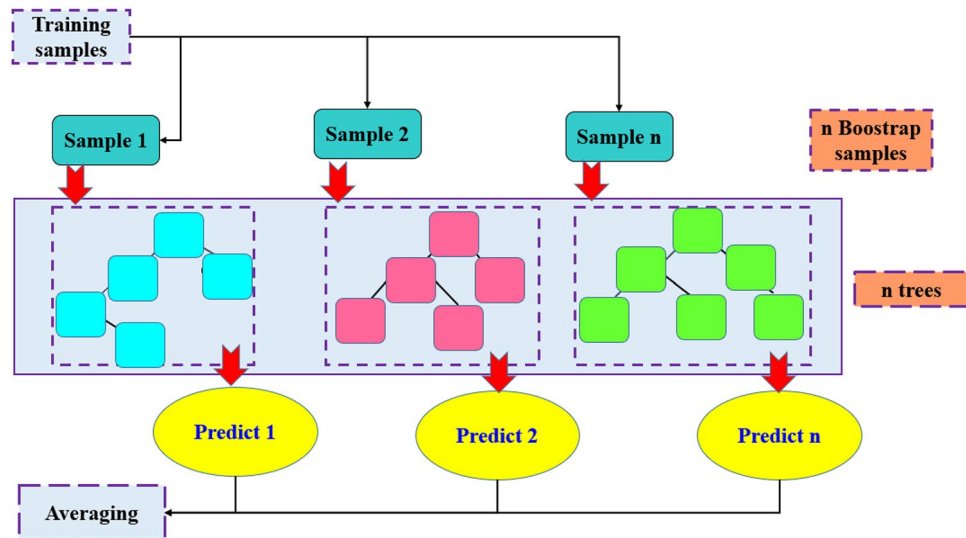 Training
samples
Sample 1
Sample 2
Sample n
n Boostrap
samples
n trees
Predict 1
Predict 2
Predict n
Averaging